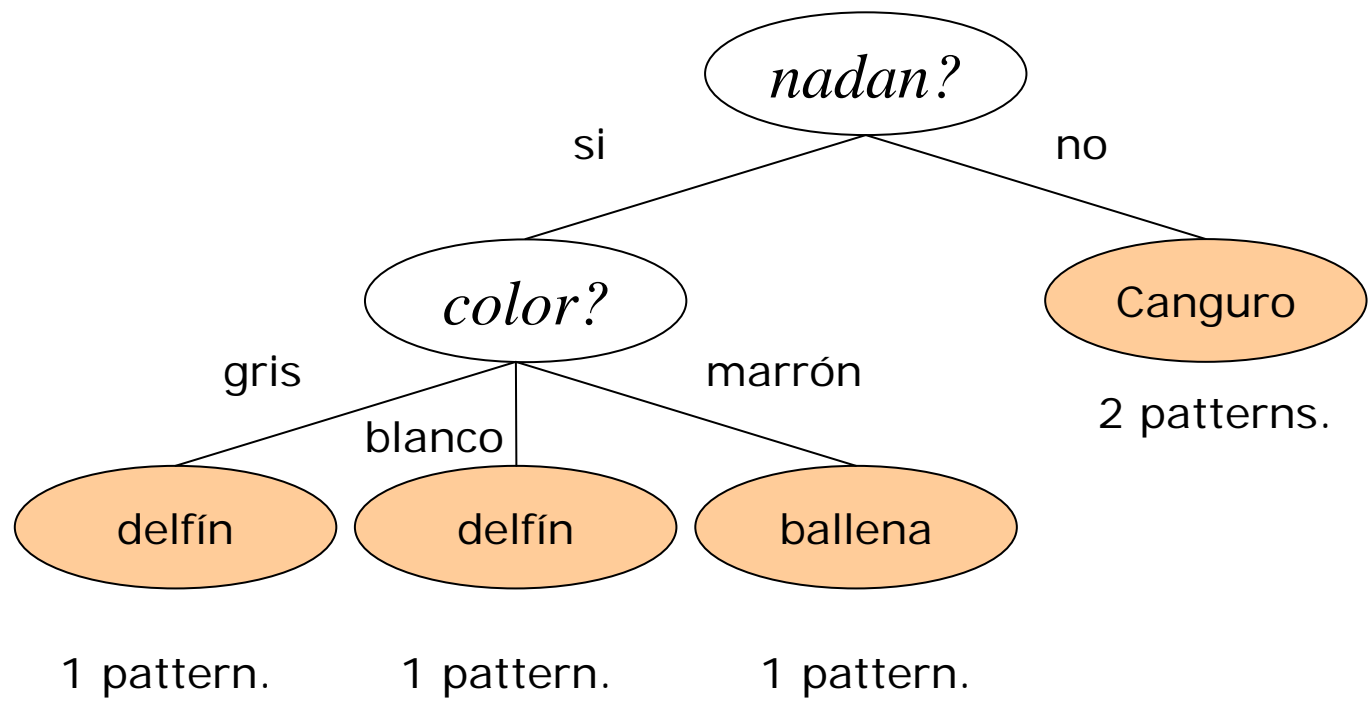 nadan?
si
no
color?
Canguro
gris
marrón
2 patterns.
blanco
delfín
delfín
ballena
1 pattern.
1 pattern.
1 pattern.